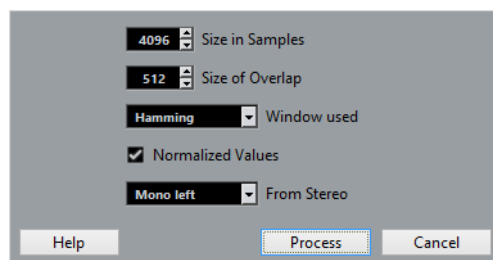 4096 Size in Samples
512 Size of Overlap
Hamming Window used
Normalized Values
Mono left From Stereo
Help Process Cancel